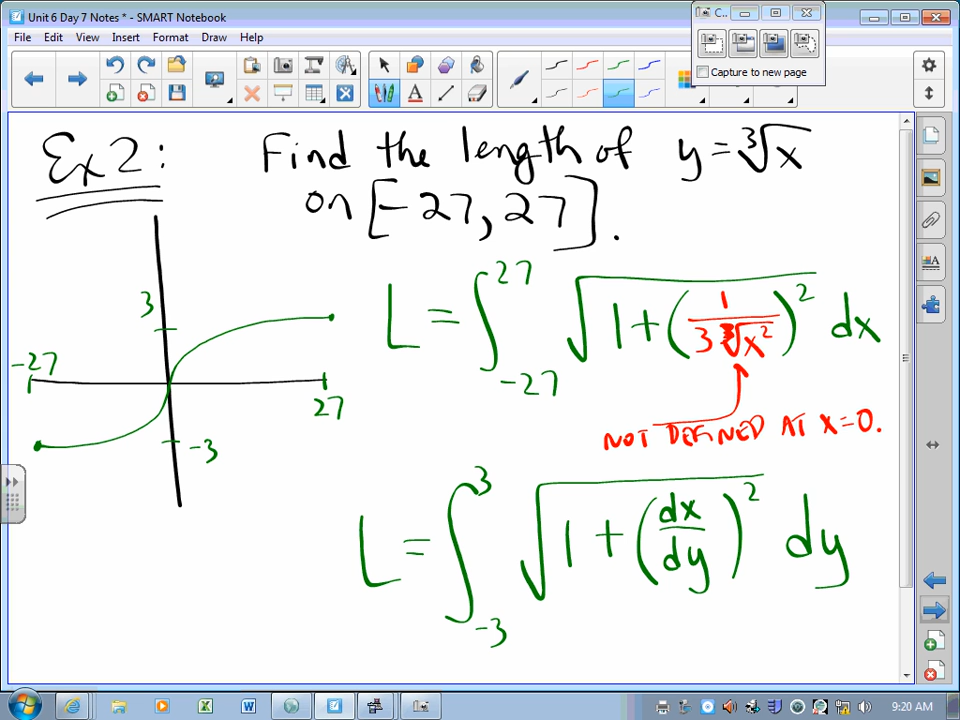 Unit 6 Day 7 Notes * - SMART Notebook
C..
File Edit View Insert Format Draw Help
Capture to new page
Ex 2: Find the length of y = ∛x
on [-27, 27].
3
-27
27
-3
L = ∫_{-27}^{27} √(1 + (1/(3∛x²))²) dx
NOT DEFINED AT x=0.
L = ∫_{-3}^{3} √(1 + (dx/dy)²) dy
9:20 AM